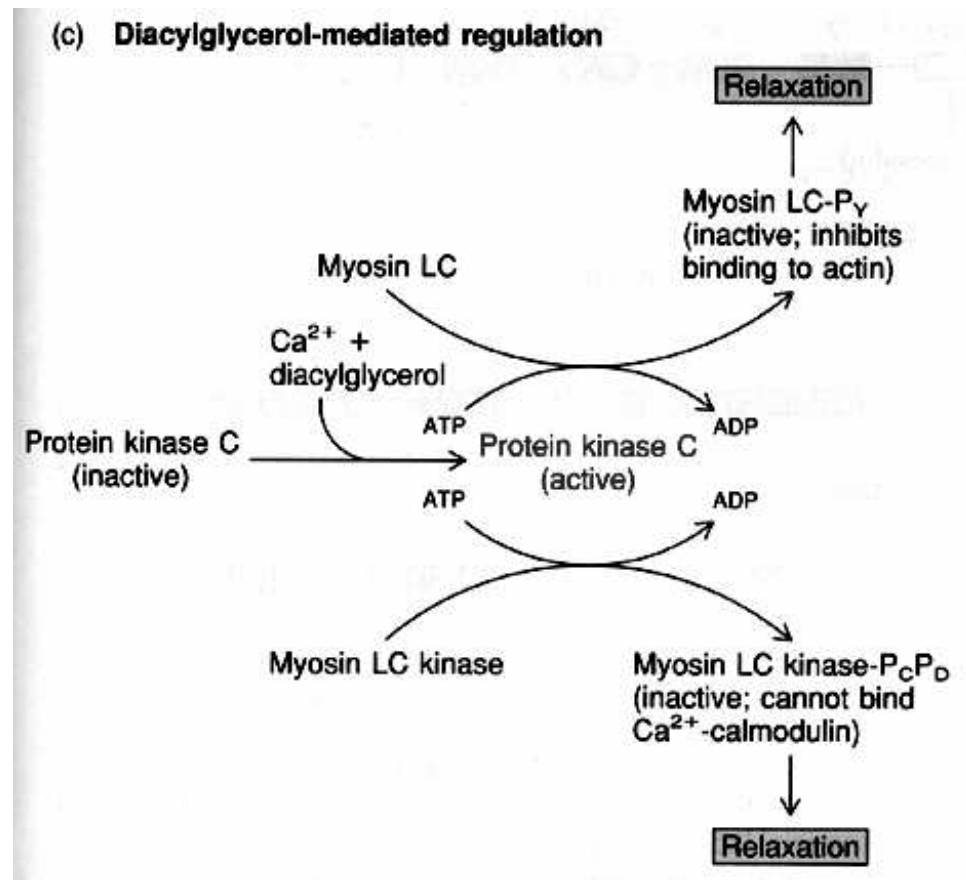 (c) Diacylglycerol-mediated regulation
Relaxation
Myosin LC-PY
(inactive; inhibits
binding to actin)
Myosin LC
Ca2+ +
diacylglycerol
ATP
ADP
Protein kinase C
(inactive)
Protein kinase C
(active)
ATP
ADP
Myosin LC kinase
Myosin LC kinase-PCPD
(inactive; cannot bind
Ca2+-calmodulin)
Relaxation